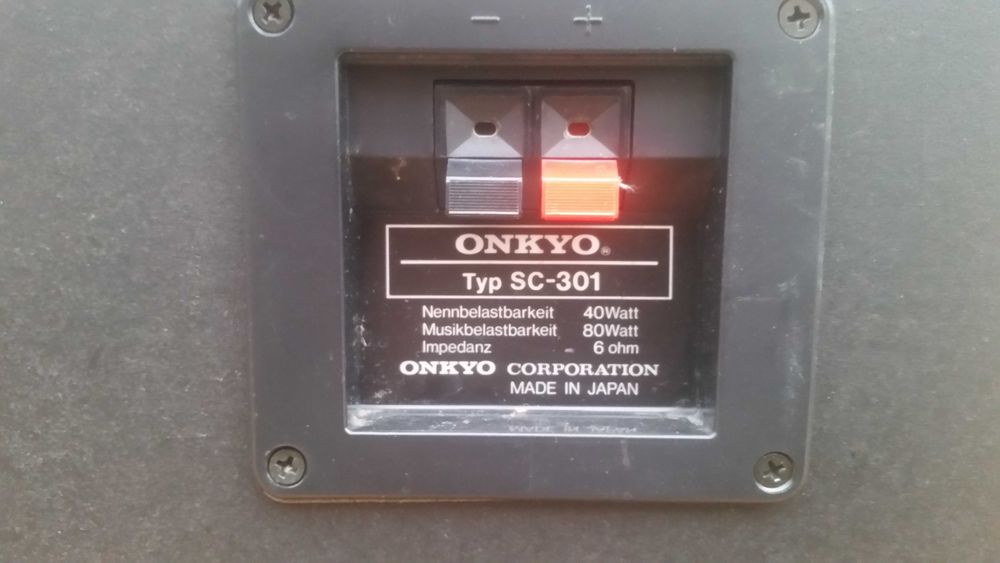 − +
ONKYO®
Typ SC-301
Nennbelastbarkeit 40Watt
Musikbelastbarkeit 80Watt
Impedanz 6 ohm
ONKYO CORPORATION
MADE IN JAPAN